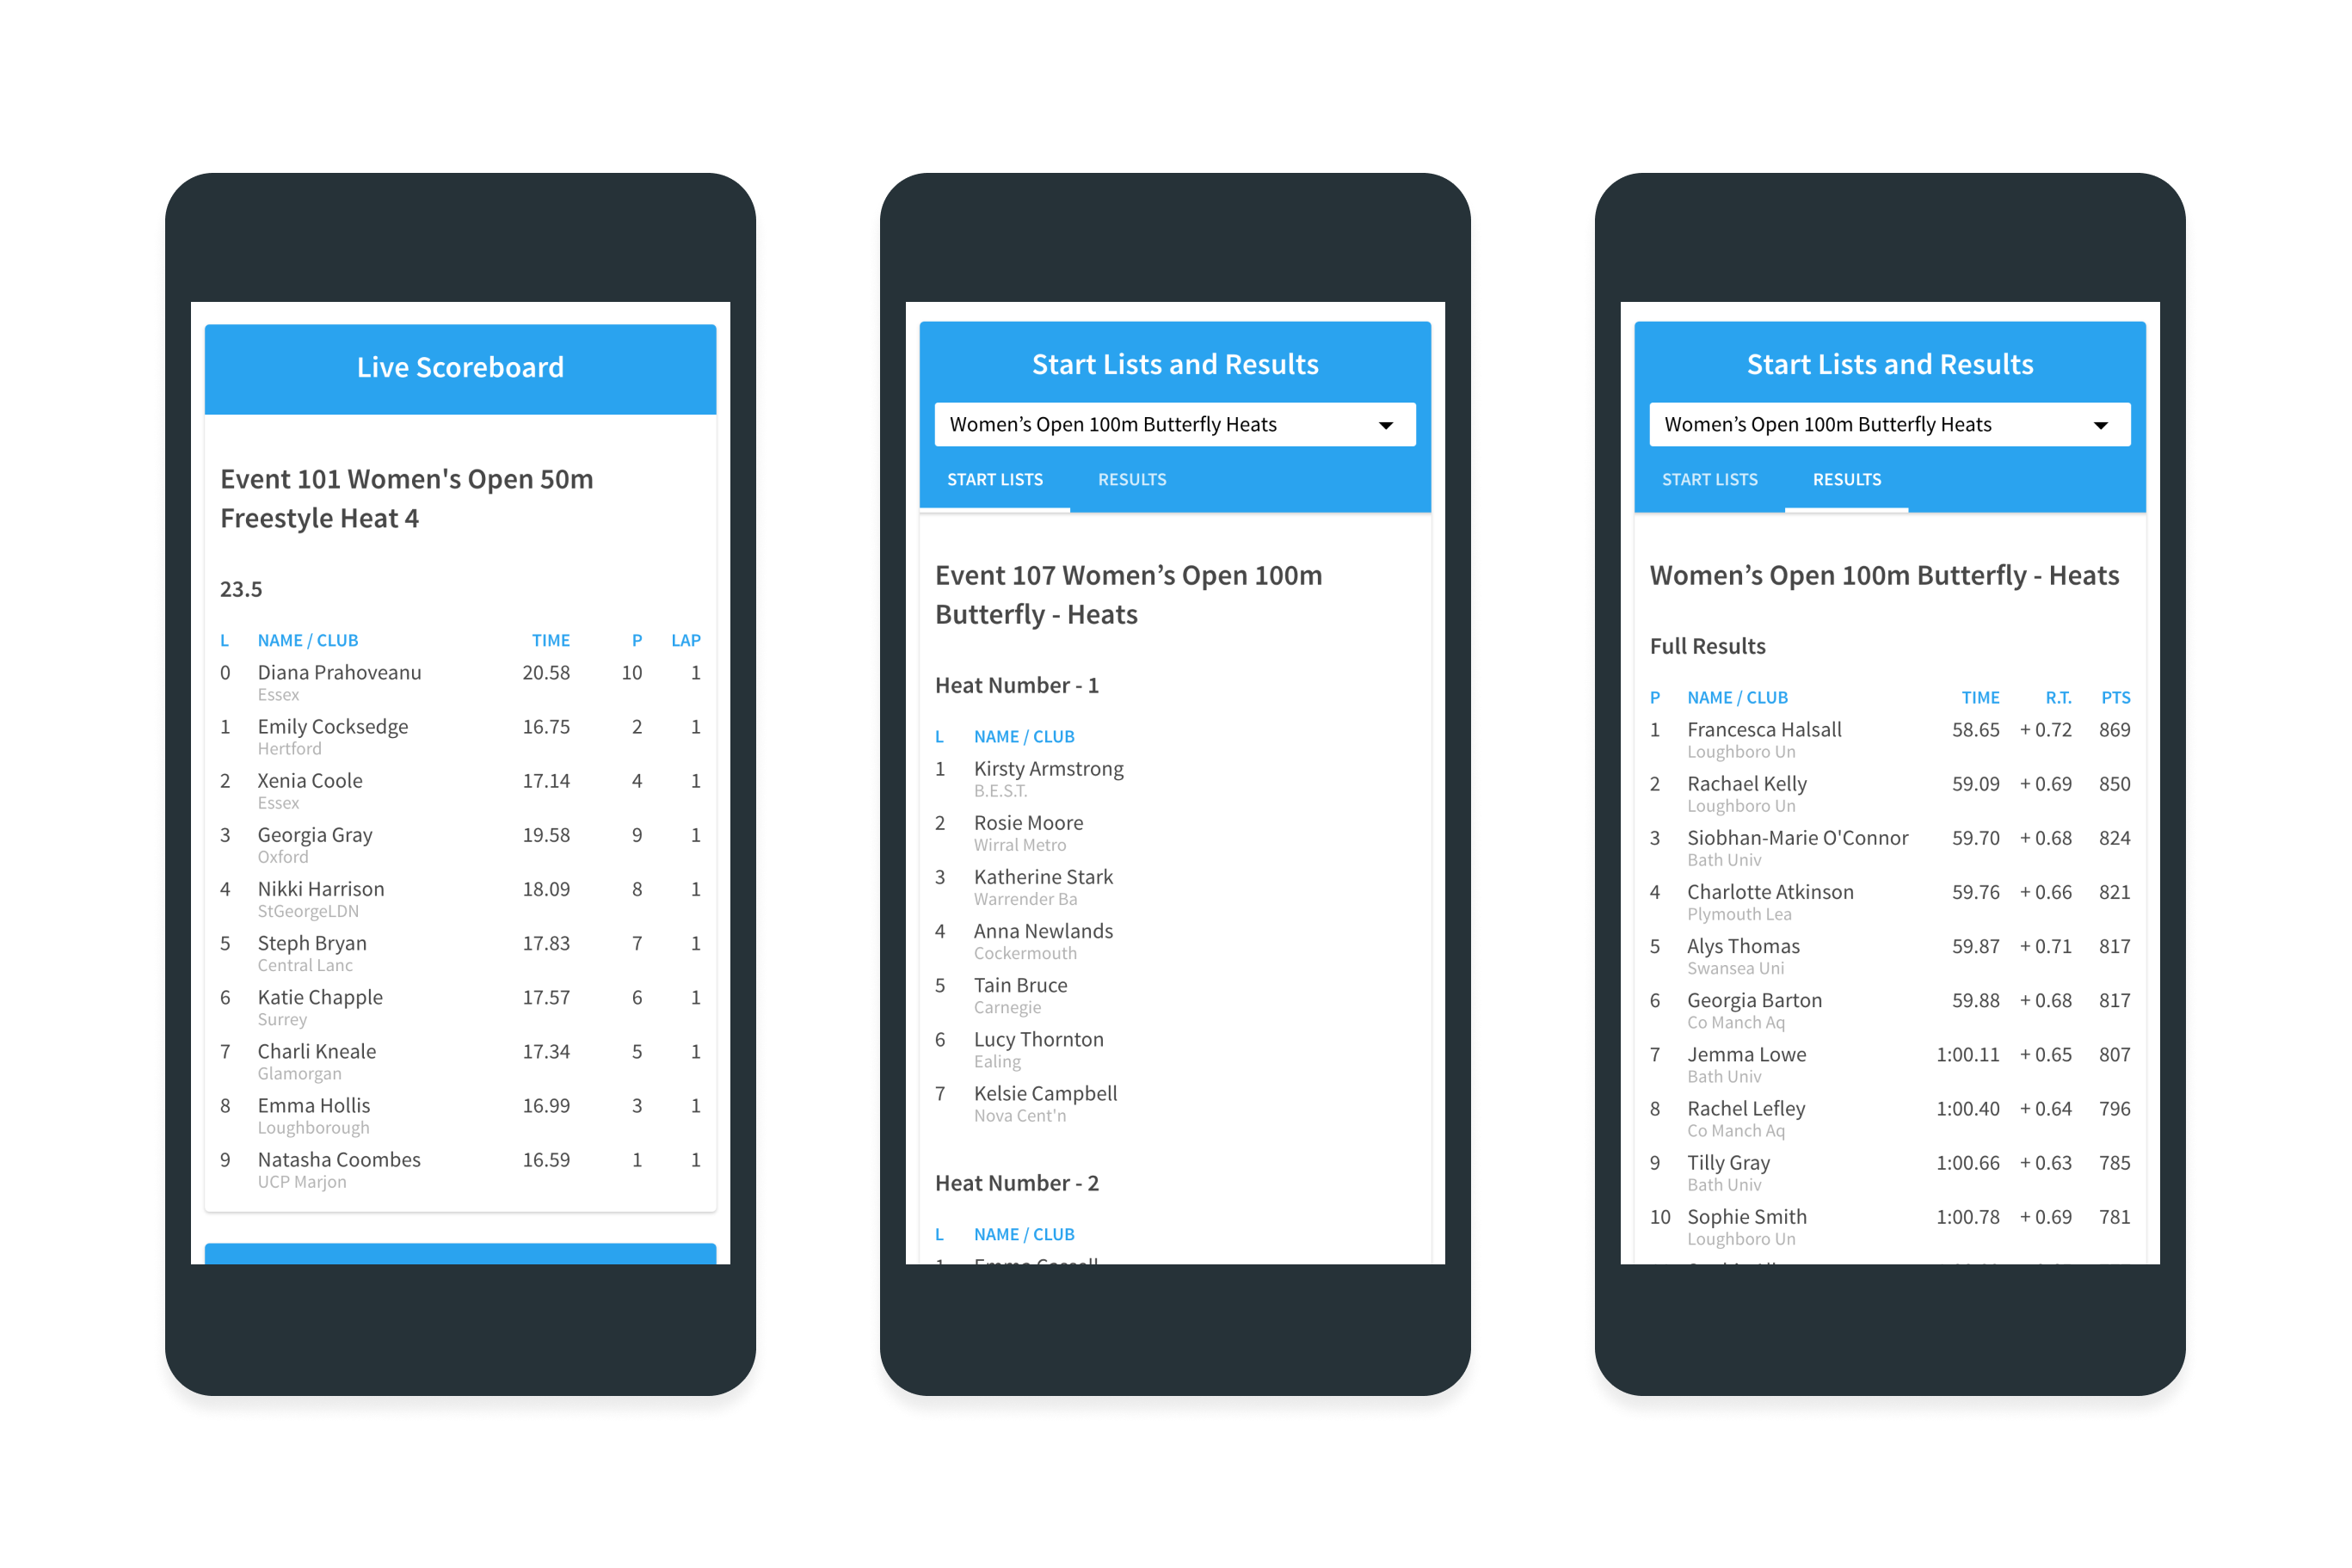 Live Scoreboard
Event 101 Women's Open 50m
Freestyle Heat 4
23.5
L NAME / CLUB TIME P LAP
0 Diana Prahoveanu 20.58 10 1
Essex
1 Emily Cocksedge 16.75 2 1
Hertford
2 Xenia Coole 17.14 4 1
Essex
3 Georgia Gray 19.58 9 1
Oxford
4 Nikki Harrison 18.09 8 1
StGeorgeLDN
5 Steph Bryan 17.83 7 1
Central Lanc
6 Katie Chapple 17.57 6 1
Surrey
7 Charli Kneale 17.34 5 1
Glamorgan
8 Emma Hollis 16.99 3 1
Loughborough
9 Natasha Coombes 16.59 1 1
UCP Marjon
Start Lists and Results
Women’s Open 100m Butterfly Heats
START LISTS RESULTS
Event 107 Women’s Open 100m
Butterfly - Heats
Heat Number - 1
L NAME / CLUB
1 Kirsty Armstrong
B.E.S.T.
2 Rosie Moore
Wirral Metro
3 Katherine Stark
Warrender Ba
4 Anna Newlands
Cockermouth
5 Tain Bruce
Carnegie
6 Lucy Thornton
Ealing
7 Kelsie Campbell
Nova Cent'n
Heat Number - 2
L NAME / CLUB
Start Lists and Results
Women’s Open 100m Butterfly Heats
START LISTS RESULTS
Women’s Open 100m Butterfly - Heats
Full Results
P NAME / CLUB TIME R.T. PTS
1 Francesca Halsall 58.65 + 0.72 869
Loughboro Un
2 Rachael Kelly 59.09 + 0.69 850
Loughboro Un
3 Siobhan-Marie O'Connor 59.70 + 0.68 824
Bath Univ
4 Charlotte Atkinson 59.76 + 0.66 821
Plymouth Lea
5 Alys Thomas 59.87 + 0.71 817
Swansea Uni
6 Georgia Barton 59.88 + 0.68 817
Co Manch Aq
7 Jemma Lowe 1:00.11 + 0.65 807
Bath Univ
8 Rachel Lefley 1:00.40 + 0.64 796
Co Manch Aq
9 Tilly Gray 1:00.66 + 0.63 785
Bath Univ
10 Sophie Smith 1:00.78 + 0.69 781
Loughboro Un